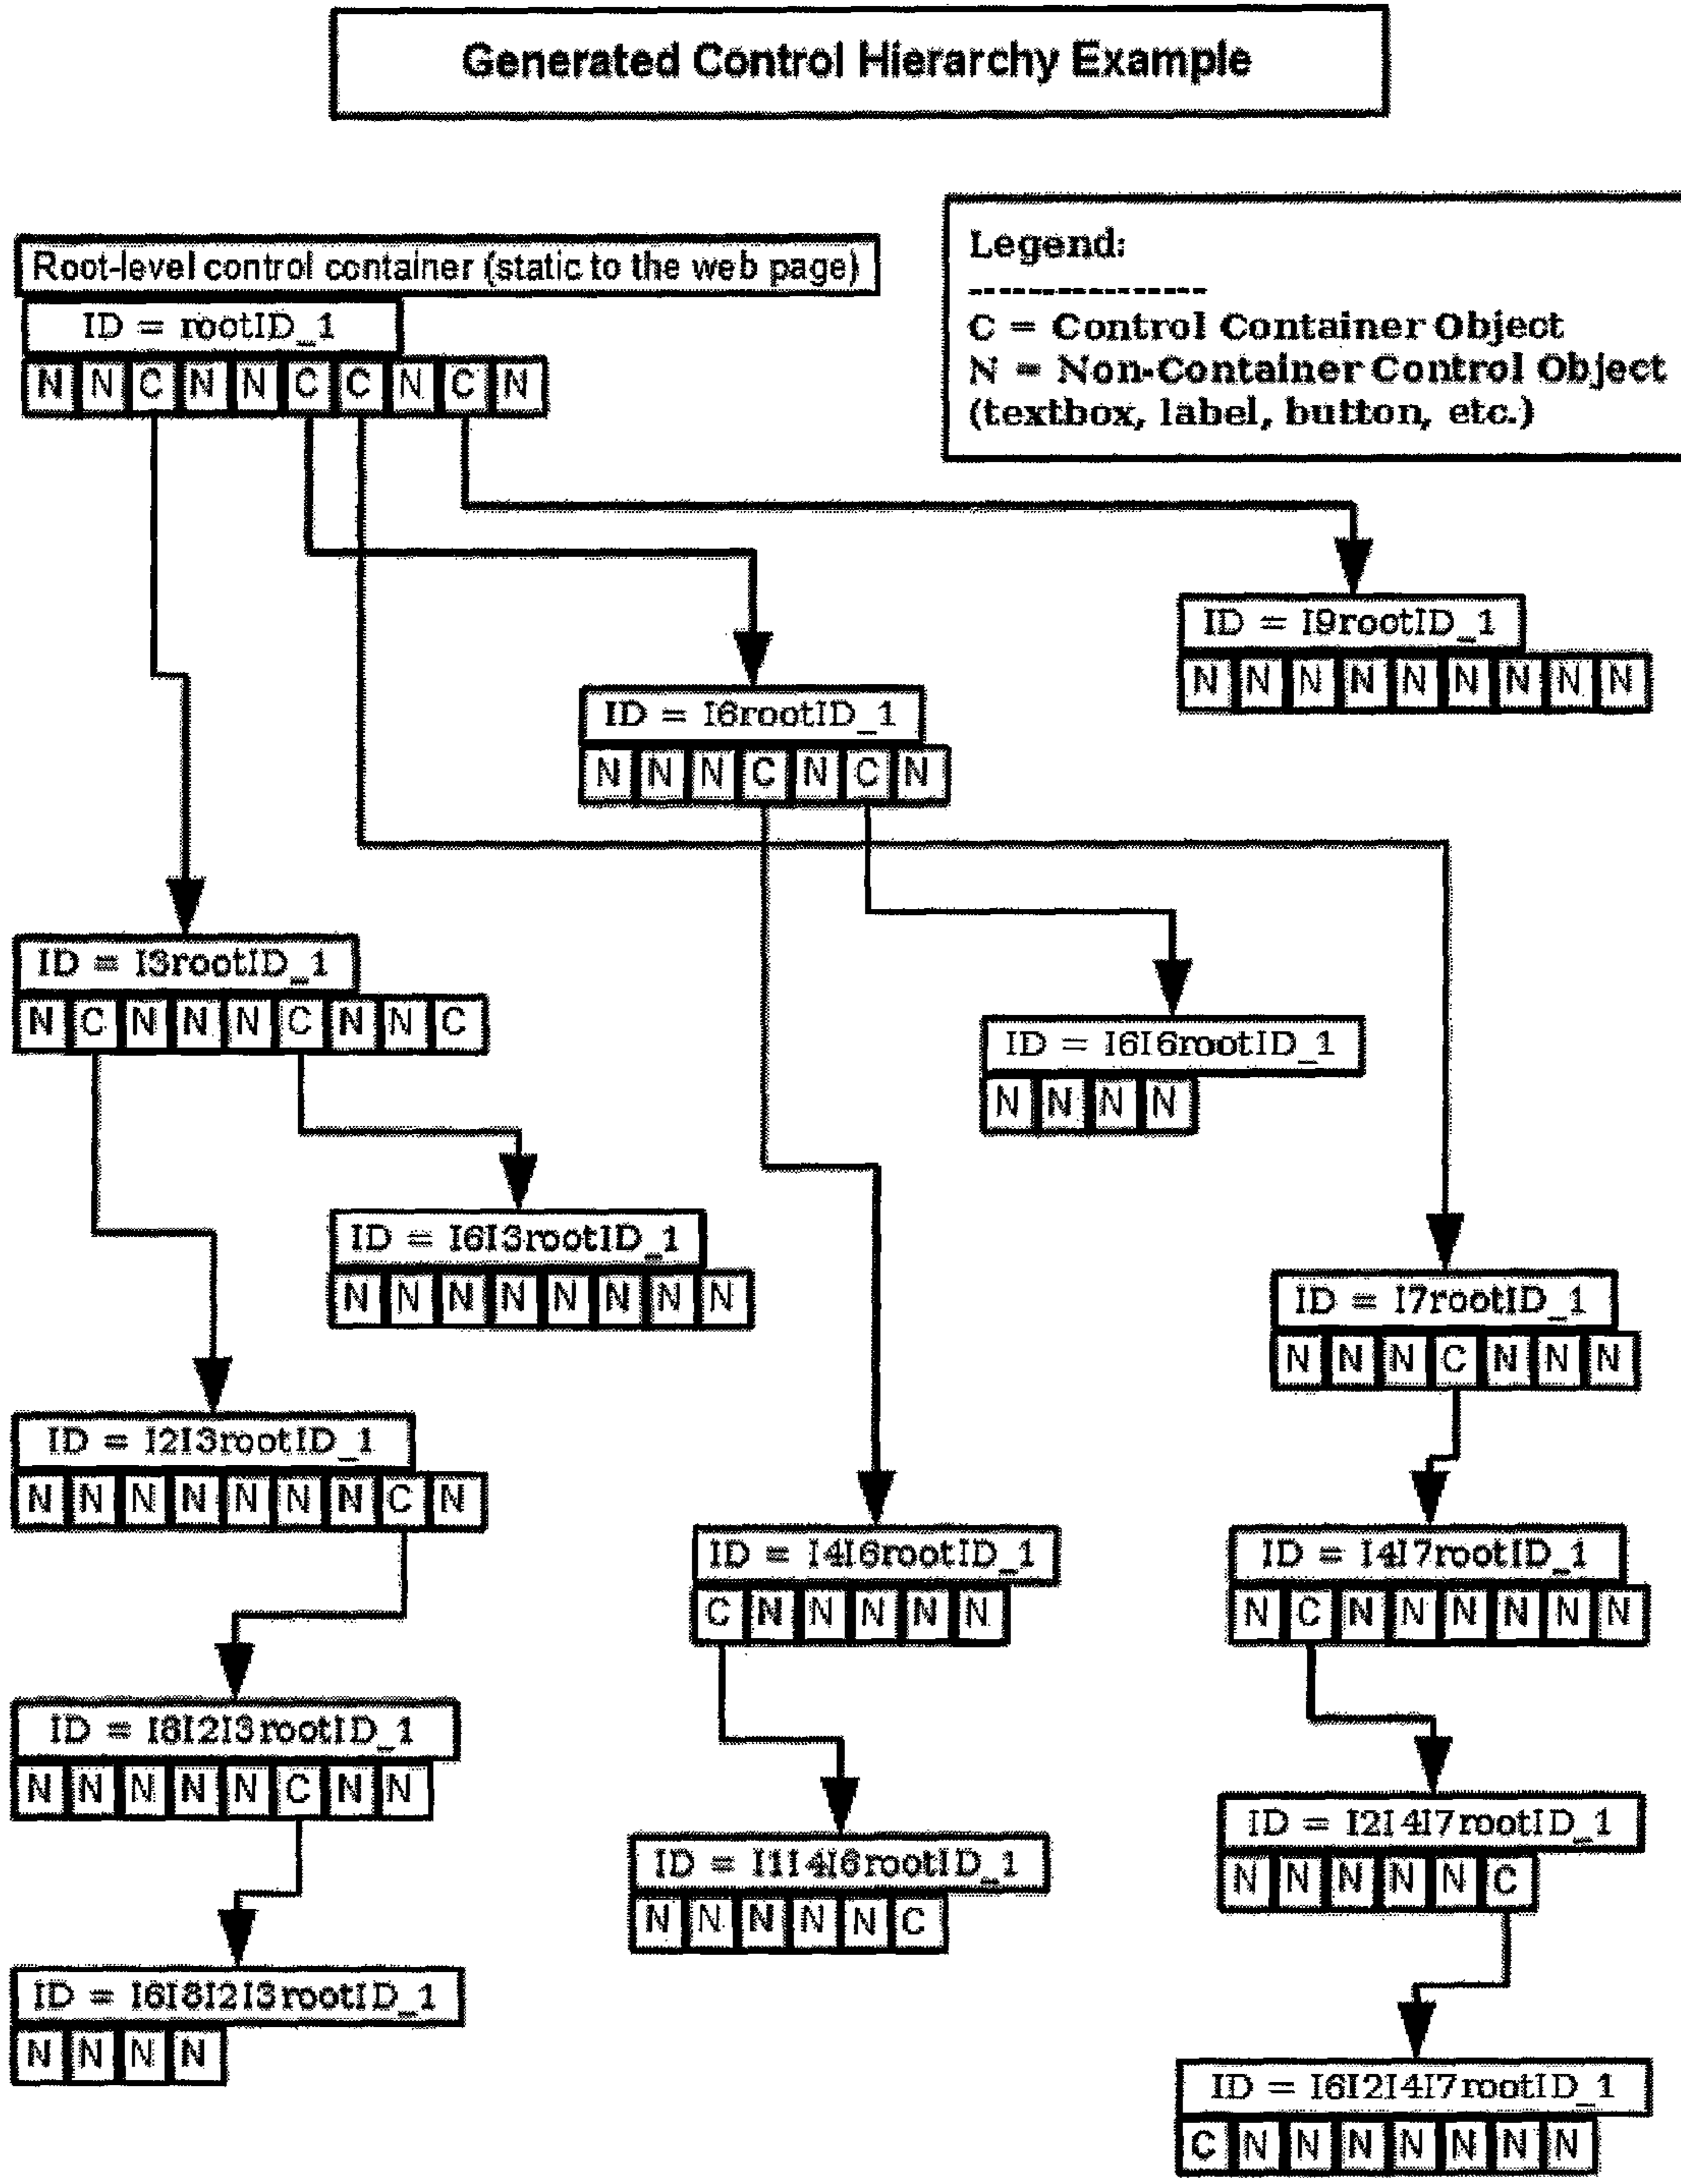 Generated Control Hierarchy Example
Legend:
----------------
C = Control Container Object
N = Non-Container Control Object
(textbox, label, button, etc.)
Root-level control container (static to the web page)
ID = rootID_1
N N C N N C C N C N
ID = I9rootID_1
N N N N N N N N N
ID = I6rootID_1
N N N C N C N
ID = I3rootID_1
N C N N N C N N C
ID = I6I6rootID_1
N N N N
ID = I6I3rootID_1
N N N N N N N N
ID = I7rootID_1
N N N C N N N
ID = I2I3rootID_1
N N N N N N N C N
ID = I4I6rootID_1
C N N N N N
ID = I4I7rootID_1
N C N N N N N N
ID = I8I2I3rootID_1
N N N N N C N N
ID = I2I4I7rootID_1
N N N N N C
ID = I1I4I6rootID_1
N N N N N C
ID = I6I8I2I3rootID_1
N N N N
ID = I6I2I4I7rootID_1
C N N N N N N N